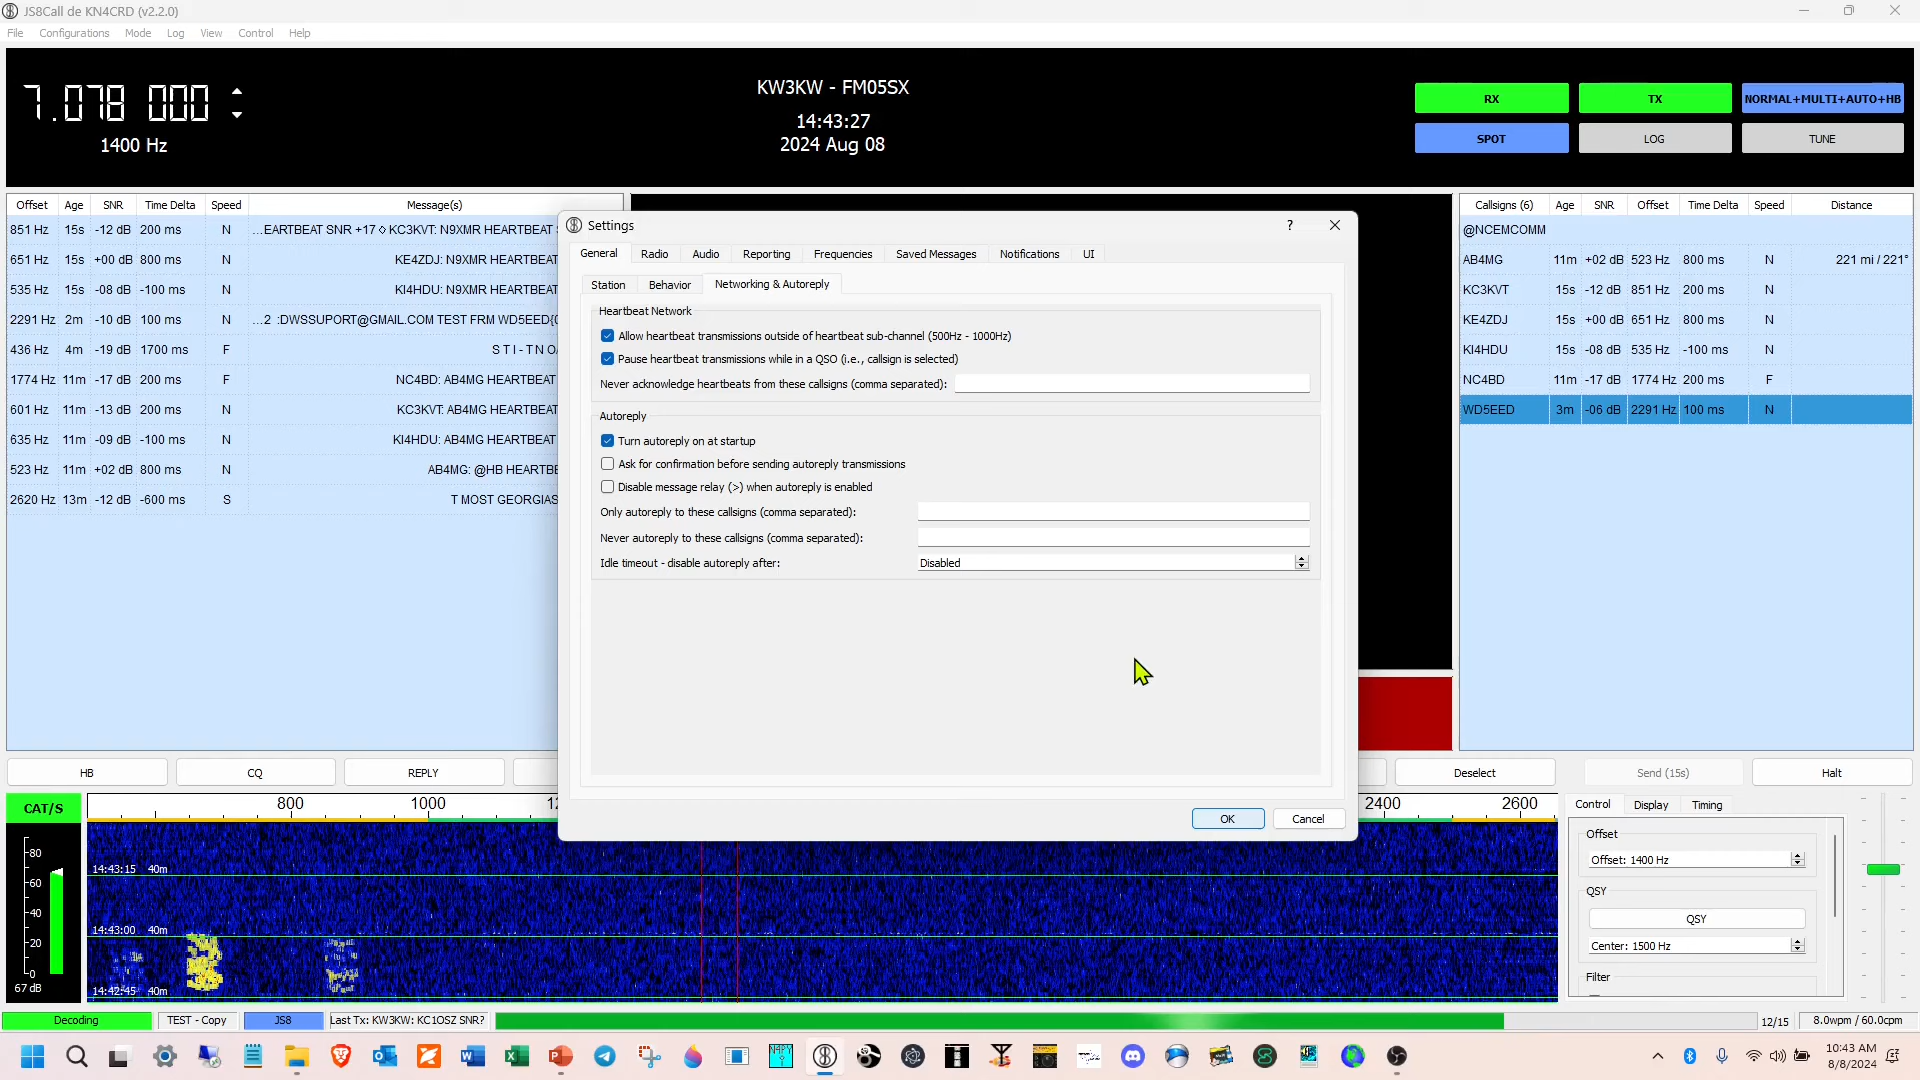 JS8Call de KN4CRD (v2.2.0)
File Configurations Mode Log View Control Help
7.078 000
1400 Hz
KW3KW - FM05SX
14:43:27
2024 Aug 08
RX TX NORMAL+MULTI+AUTO+HB
SPOT LOG TUNE
Offset Age SNR Time Delta Speed Message(s)
851 Hz 15s -12 dB 200 ms N ...EARTBEAT SNR +17 ♢ KC3KVT: N9XMR HEARTBEAT
651 Hz 15s +00 dB 800 ms N KE4ZDJ: N9XMR HEARTBEAT
535 Hz 15s -08 dB -100 ms N KI4HDU: N9XMR HEARTBEAT
2291 Hz 2m -10 dB 100 ms N ...2 :DWSSUPORT@GMAIL.COM TEST FRM WD5EED{0
436 Hz 4m -19 dB 1700 ms F S T I - T N O
1774 Hz 11m -17 dB 200 ms F NC4BD: AB4MG HEARTBEAT
601 Hz 11m -13 dB 200 ms N KC3KVT: AB4MG HEARTBEAT
635 Hz 11m -09 dB -100 ms N KI4HDU: AB4MG HEARTBEAT
523 Hz 11m +02 dB 800 ms N AB4MG: @HB HEARTBE
2620 Hz 13m -12 dB -600 ms S T MOST GEORGIAS
Settings ?
General Radio Audio Reporting Frequencies Saved Messages Notifications UI
Station Behavior Networking & Autoreply
Heartbeat Network
Allow heartbeat transmissions outside of heartbeat sub-channel (500Hz - 1000Hz)
Pause heartbeat transmissions while in a QSO (i.e., callsign is selected)
Never acknowledge heartbeats from these callsigns (comma separated):
Autoreply
Turn autoreply on at startup
Ask for confirmation before sending autoreply transmissions
Disable message relay (>) when autoreply is enabled
Only autoreply to these callsigns (comma separated):
Never autoreply to these callsigns (comma separated):
Idle timeout - disable autoreply after: Disabled
OK Cancel
Callsigns (6) Age SNR Offset Time Delta Speed Distance
@NCEMCOMM
AB4MG 11m +02 dB 523 Hz 800 ms N 221 mi / 221°
KC3KVT 15s -12 dB 851 Hz 200 ms N
KE4ZDJ 15s +00 dB 651 Hz 800 ms N
KI4HDU 15s -08 dB 535 Hz -100 ms N
NC4BD 11m -17 dB 1774 Hz 200 ms F
WD5EED 3m -06 dB 2291 Hz 100 ms N
HB CQ REPLY Deselect Send (15s) Halt
CAT/S
800 1000 12 2400 2600
-80
-60
-40
-20
-0
67 dB
14:43:15 40m
14:43:00 40m
14:42:45 40m
Control Display Timing
Offset
Offset: 1400 Hz
QSY
QSY
Center: 1500 Hz
Filter
Decoding TEST - Copy JS8 Last Tx: KW3KW: KC1OSZ SNR? 12/15 8.0wpm / 60.0cpm
N4PY
10:43 AM
8/8/2024